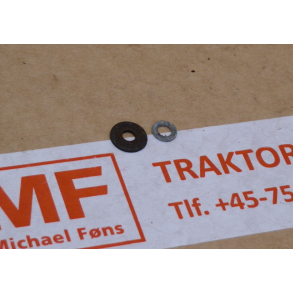 MF
Michael Føns
TRAKTOR
Tlf. +45-75